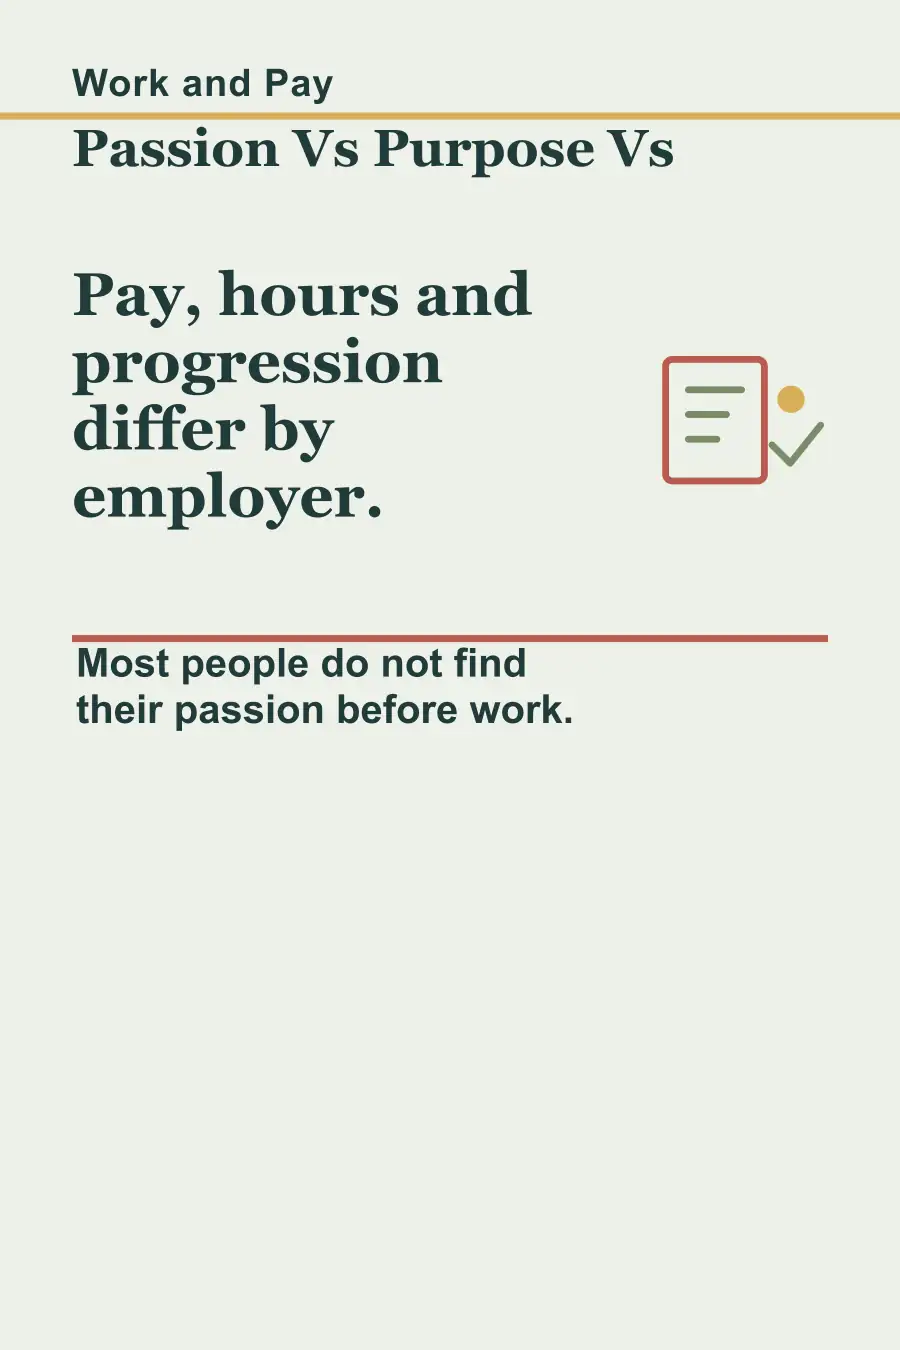 Work and Pay
Passion Vs Purpose Vs
Pay, hours and
progression
differ by
employer.
Most people do not find
their passion before work.